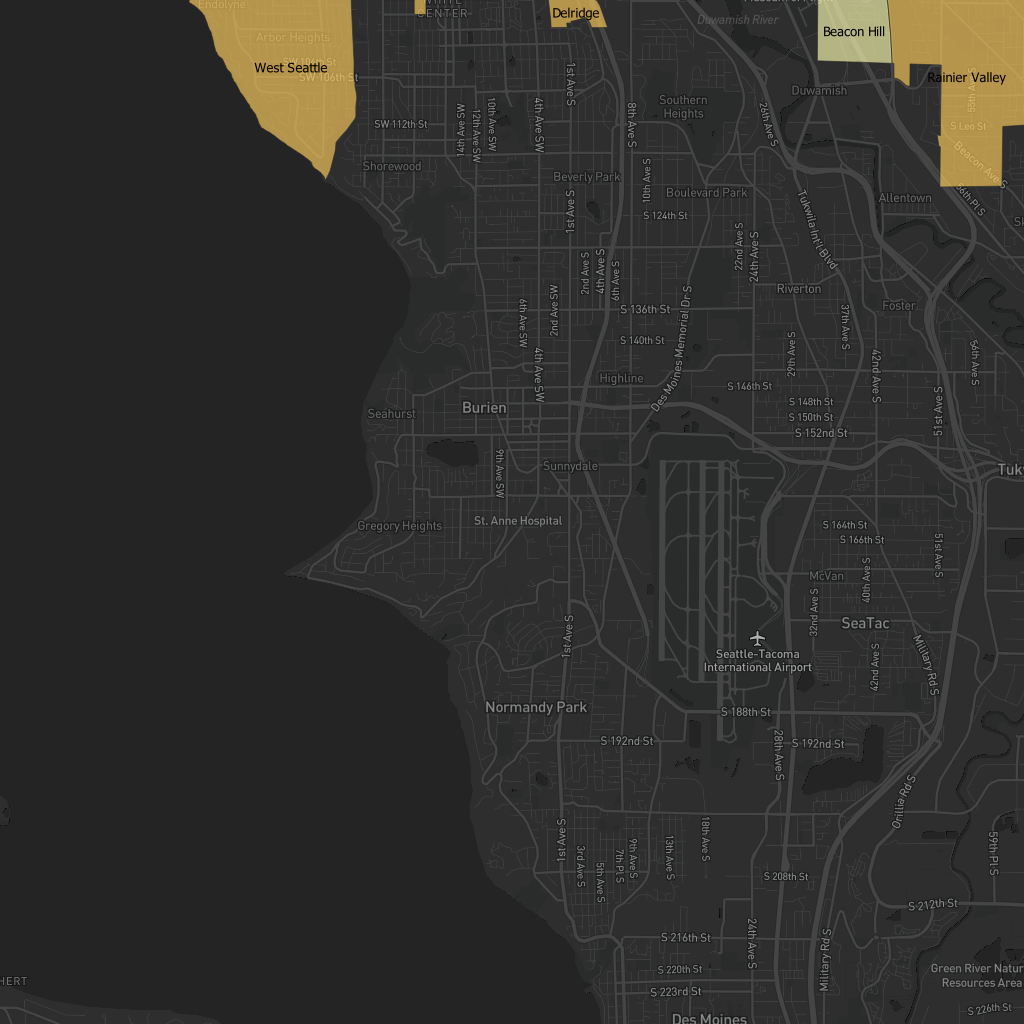 Endolyne
WHITE
CENTER
Delridge
Duwamish River
Beacon Hill
Arbor Heights
SW 104th St
West Seattle
SW 106th St
Rainier Valley
1st Ave S
Duwamish
55th Ave S
Southern
Heights
8th Ave S
26th Ave S
14th Ave SW
12th Ave SW
10th Ave SW
4th Ave SW
SW 112th St
S Leo St
Beacon Ave S
Shorewood
Beverly Park
10th Ave S
Boulevard Park
Allentown
56th Pl S
1st Ave S
S 124th St
Tukwila Int'l Blvd
22nd Ave S
24th Ave S
2nd Ave S
4th Ave S
6th Ave S
Riverton
Foster
6th Ave SW
2nd Ave SW
S 136th St
Des Moines Memorial Dr S
37th Ave S
S 140th St
29th Ave S
42nd Ave S
56th Ave S
4th Ave SW
Highline
S 146th St
51st Ave S
Seahurst
Burien
S 148th St
S 150th St
S 152nd St
9th Ave SW
Sunnydale
Gregory Heights
St. Anne Hospital
S 164th St
S 166th St
51st Ave S
McVan
40th Ave S
32nd Ave S
SeaTac
1st Ave S
Seattle-Tacoma
International Airport
42nd Ave S
Military Rd S
Normandy Park
S 188th St
S 192nd St
28th Ave S
S 192nd St
Orillia Rd S
1st Ave S
3rd Ave S
5th Ave S
7th Pl S
9th Ave S
13th Ave S
18th Ave S
59th Pl S
S 208th St
S 212th St
S 216th St
24th Ave S
Military Rd S
S 220th St
S 223rd St
HERT
Green River Natur
Resources Area
S 226th St
Des Moines